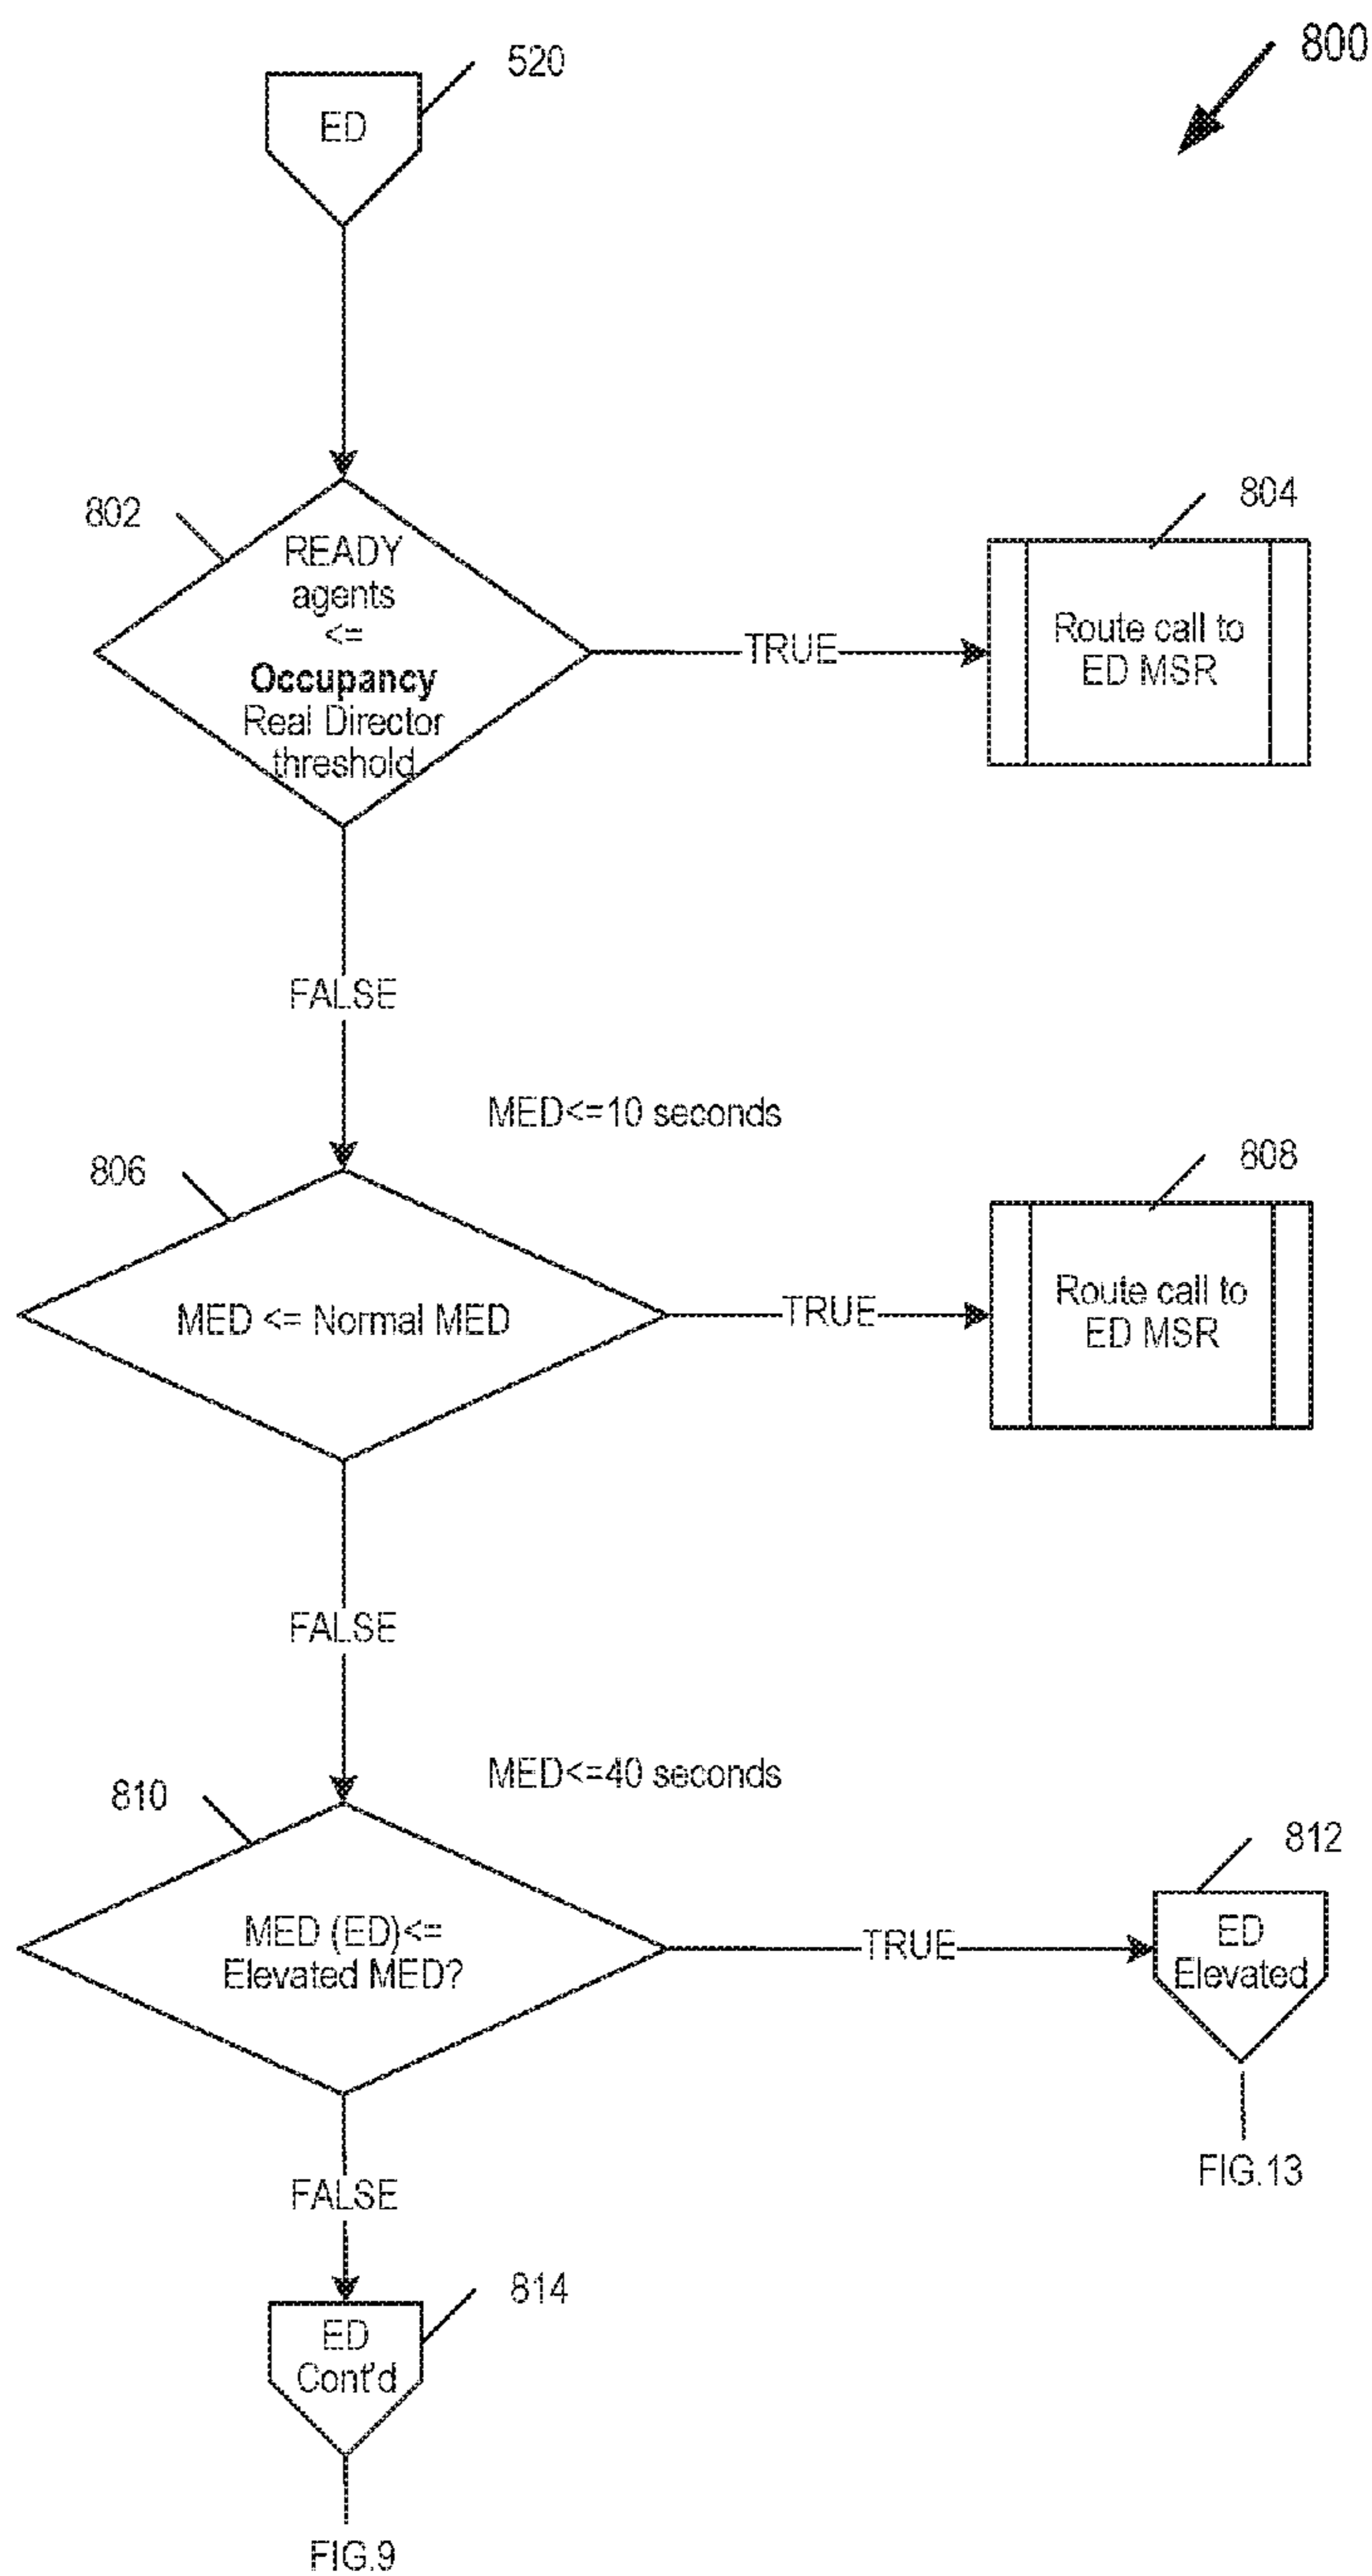 800
520
ED
802
READY
agents
<=
Occupancy
Real Director
threshold
TRUE
804
Route call to
ED MSR
FALSE
MED<=10 seconds
806
MED <= Normal MED
TRUE
808
Route call to
ED MSR
FALSE
MED<=40 seconds
810
MED (ED)<=
Elevated MED?
TRUE
812
ED
Elevated
FIG.13
FALSE
814
ED
Cont'd
FIG.9